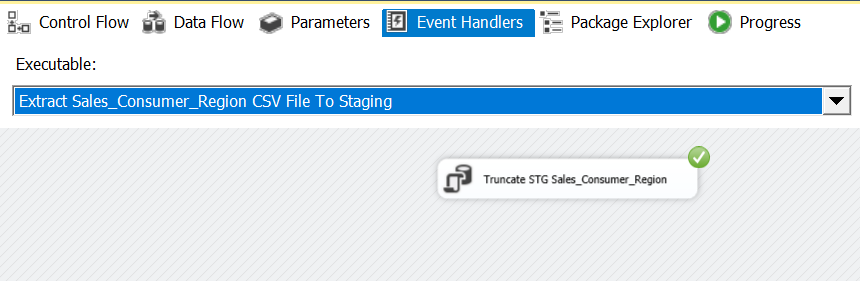 Control Flow Data Flow Parameters Event Handlers Package Explorer Progress
Executable:
Extract Sales_Consumer_Region CSV File To Staging
Truncate STG Sales_Consumer_Region